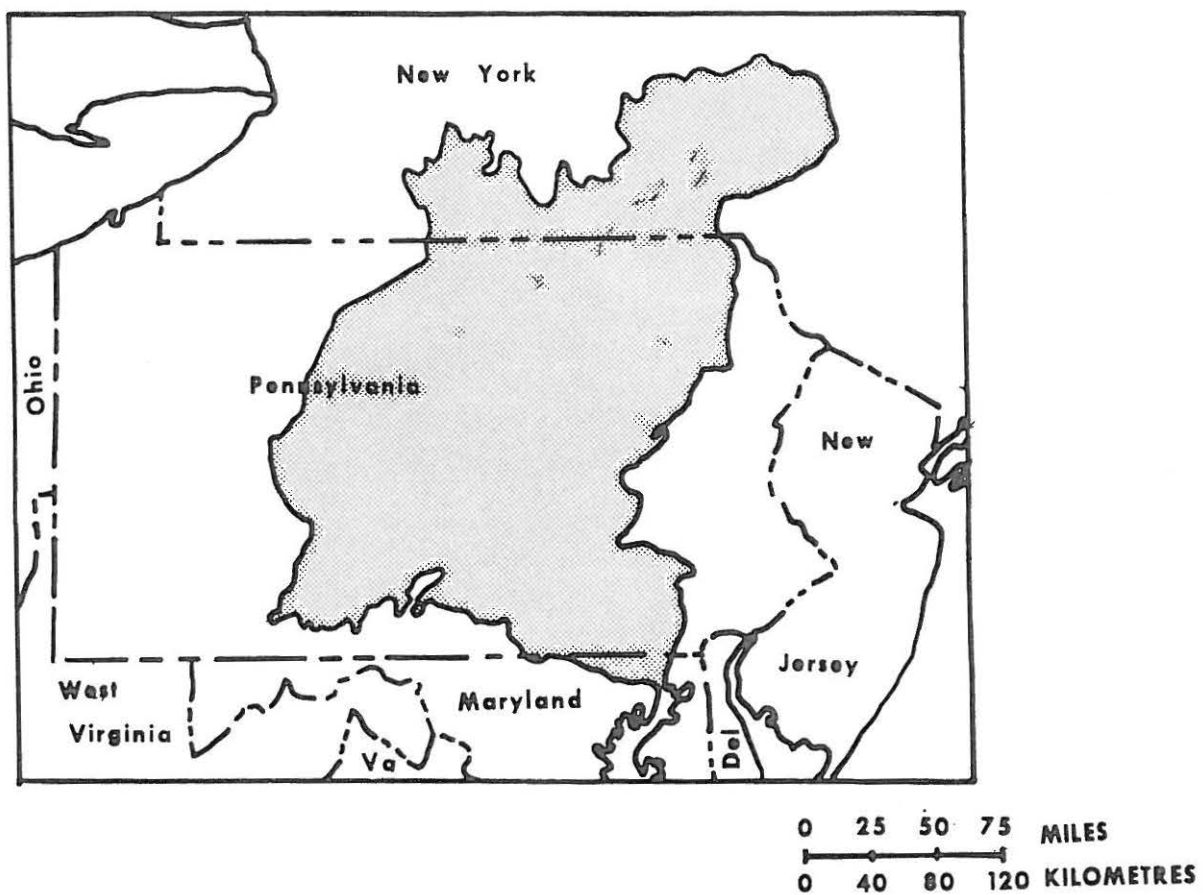 New York
Ohio
Pennsylvania
New
Jersey
West
Virginia
Maryland
Va
Del
0 25 50 75 MILES
0 40 80 120 KILOMETRES